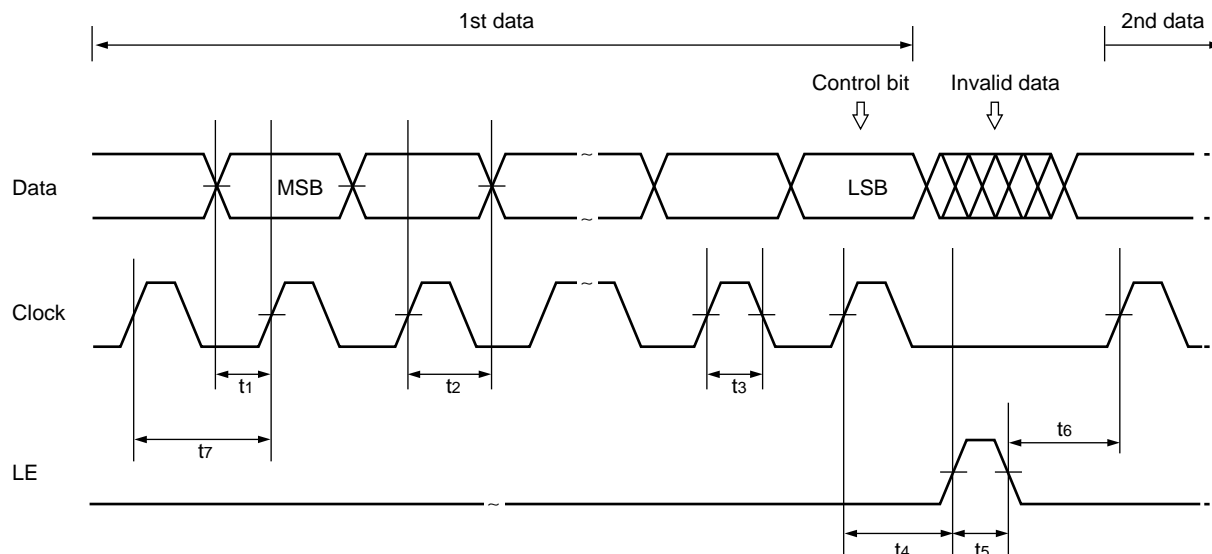 1st data
2nd data
Control bit
Invalid data
Data
MSB
LSB
Clock
t1
t2
t3
t7
t6
LE
t4
t5